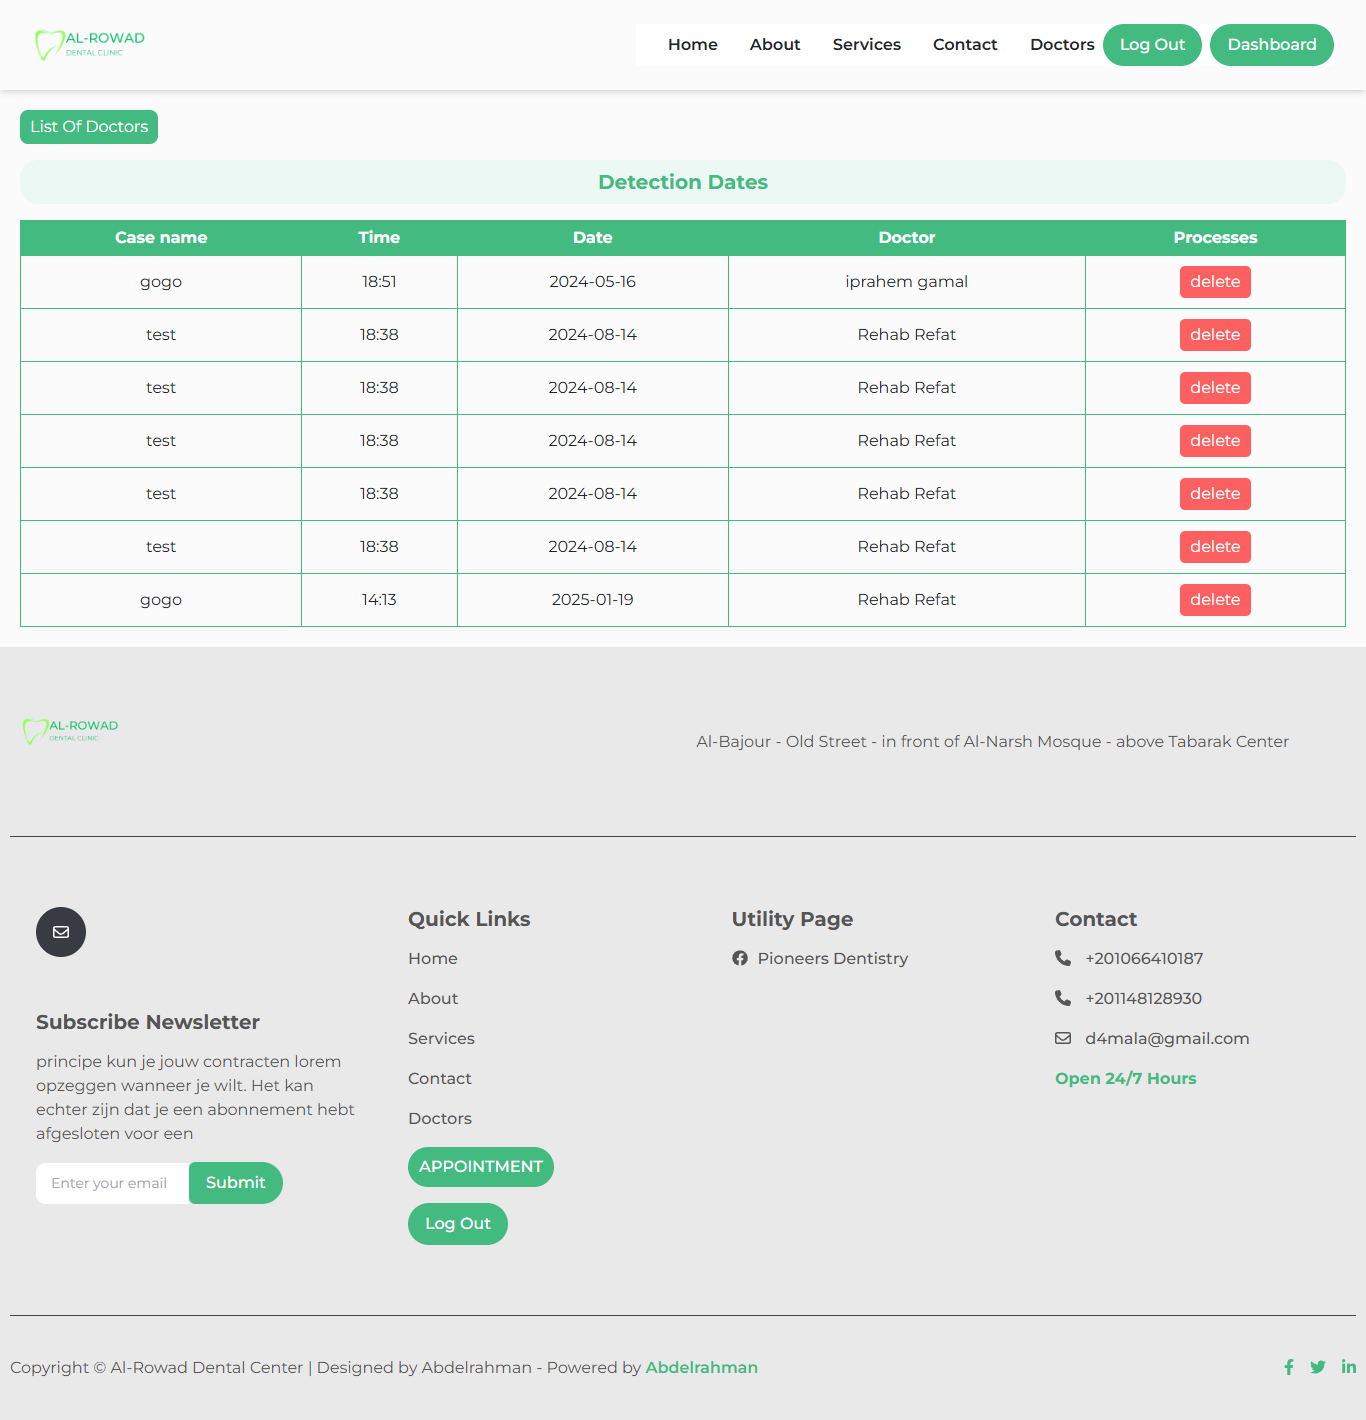 AL-ROWAD
DENTAL CLINIC
Home About Services Contact Doctors Log Out Dashboard
List Of Doctors
Detection Dates
Case name Time Date Doctor Processes
gogo 18:51 2024-05-16 iprahem gamal delete
test 18:38 2024-08-14 Rehab Refat delete
test 18:38 2024-08-14 Rehab Refat delete
test 18:38 2024-08-14 Rehab Refat delete
test 18:38 2024-08-14 Rehab Refat delete
test 18:38 2024-08-14 Rehab Refat delete
gogo 14:13 2025-01-19 Rehab Refat delete
AL-ROWAD
DENTAL CLINIC
Al-Bajour - Old Street - in front of Al-Narsh Mosque - above Tabarak Center
Subscribe Newsletter
principe kun je jouw contracten lorem
opzeggen wanneer je wilt. Het kan
echter zijn dat je een abonnement hebt
afgesloten voor een
Enter your email Submit
Quick Links
Home
About
Services
Contact
Doctors
APPOINTMENT
Log Out
Utility Page
Pioneers Dentistry
Contact
+201066410187
+201148128930
d4mala@gmail.com
Open 24/7 Hours
Copyright © Al-Rowad Dental Center | Designed by Abdelrahman - Powered by Abdelrahman